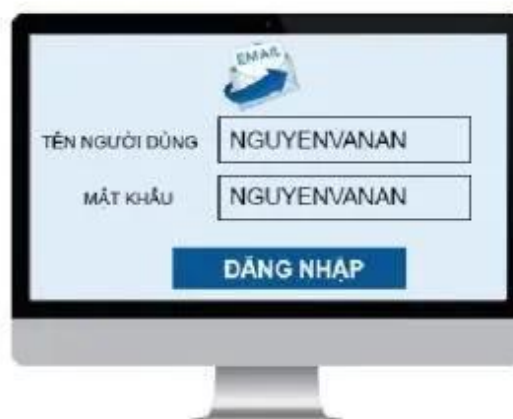 EMAIL
TÊN NGƯỜI DÙNG
NGUYENVANAN
MẬT KHẨU
NGUYENVANAN
ĐĂNG NHẬP